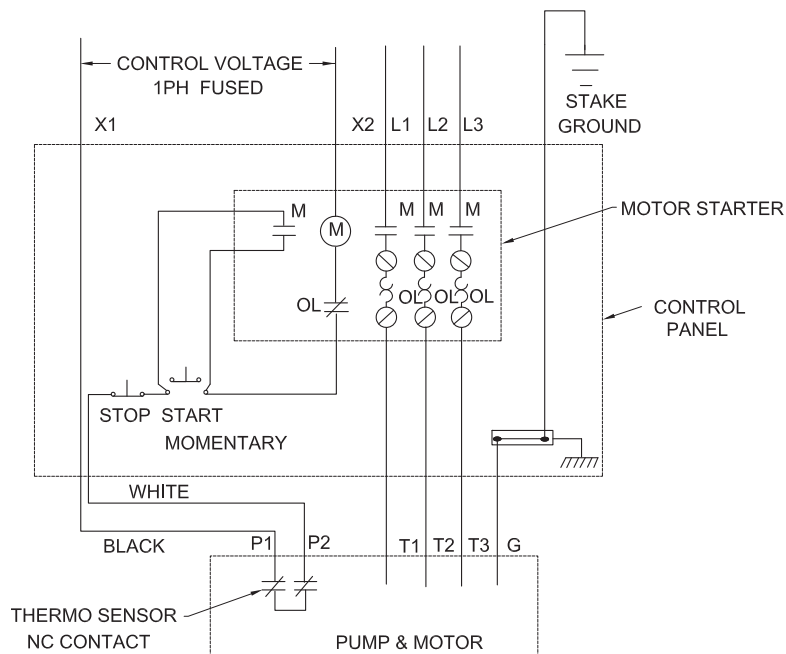 CONTROL VOLTAGE
1PH FUSED
STAKE
GROUND
X1
X2
L1
L2
L3
M
M
M
M
M
MOTOR STARTER
OL
OL
OL
OL
CONTROL
PANEL
STOP
START
MOMENTARY
WHITE
BLACK
P1
P2
T1
T2
T3
G
THERMO SENSOR
NC CONTACT
PUMP & MOTOR